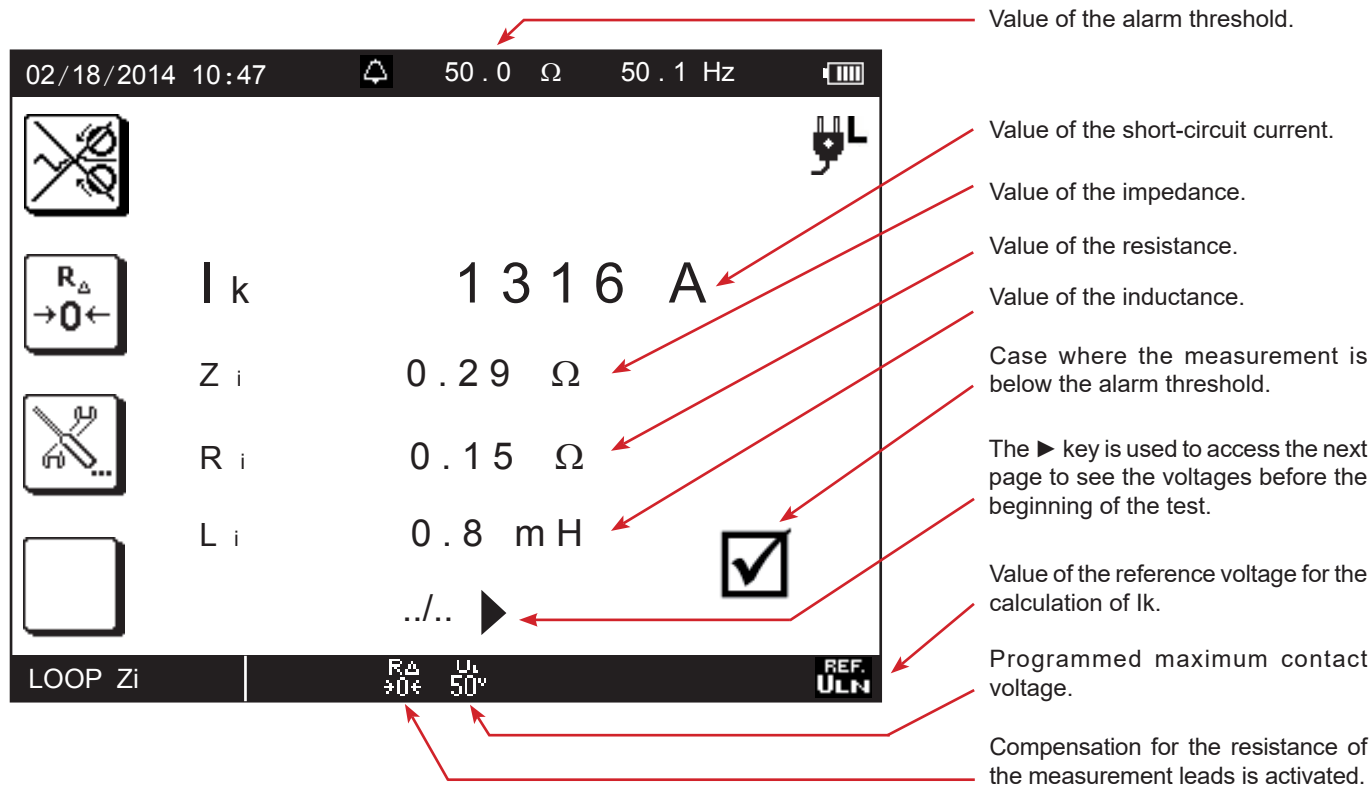 Value of the alarm threshold.
02/18/2014 10:47 50.0 Ω 50.1 Hz
L
Value of the short-circuit current.
Value of the impedance.
Value of the resistance.
Value of the inductance.
Case where the measurement is
below the alarm threshold.
The ► key is used to access the next
page to see the voltages before the
beginning of the test.
Value of the reference voltage for the
calculation of Ik.
Programmed maximum contact
voltage.
Compensation for the resistance of
the measurement leads is activated.
RΔ
→0←
...
Ik 1316 A
Zi 0.29 Ω
Ri 0.15 Ω
Li 0.8 mH
../.. ►
LOOP Zi
RΔ
→0←
UL
50V
REF.
ULN